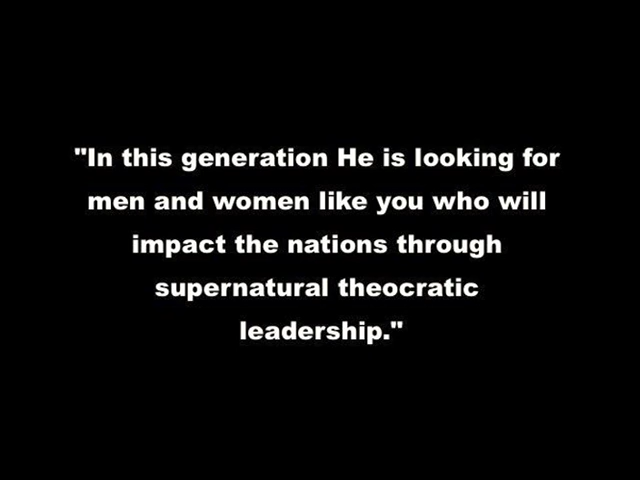 "In this generation He is looking for
men and women like you who will
impact the nations through
supernatural theocratic
leadership."